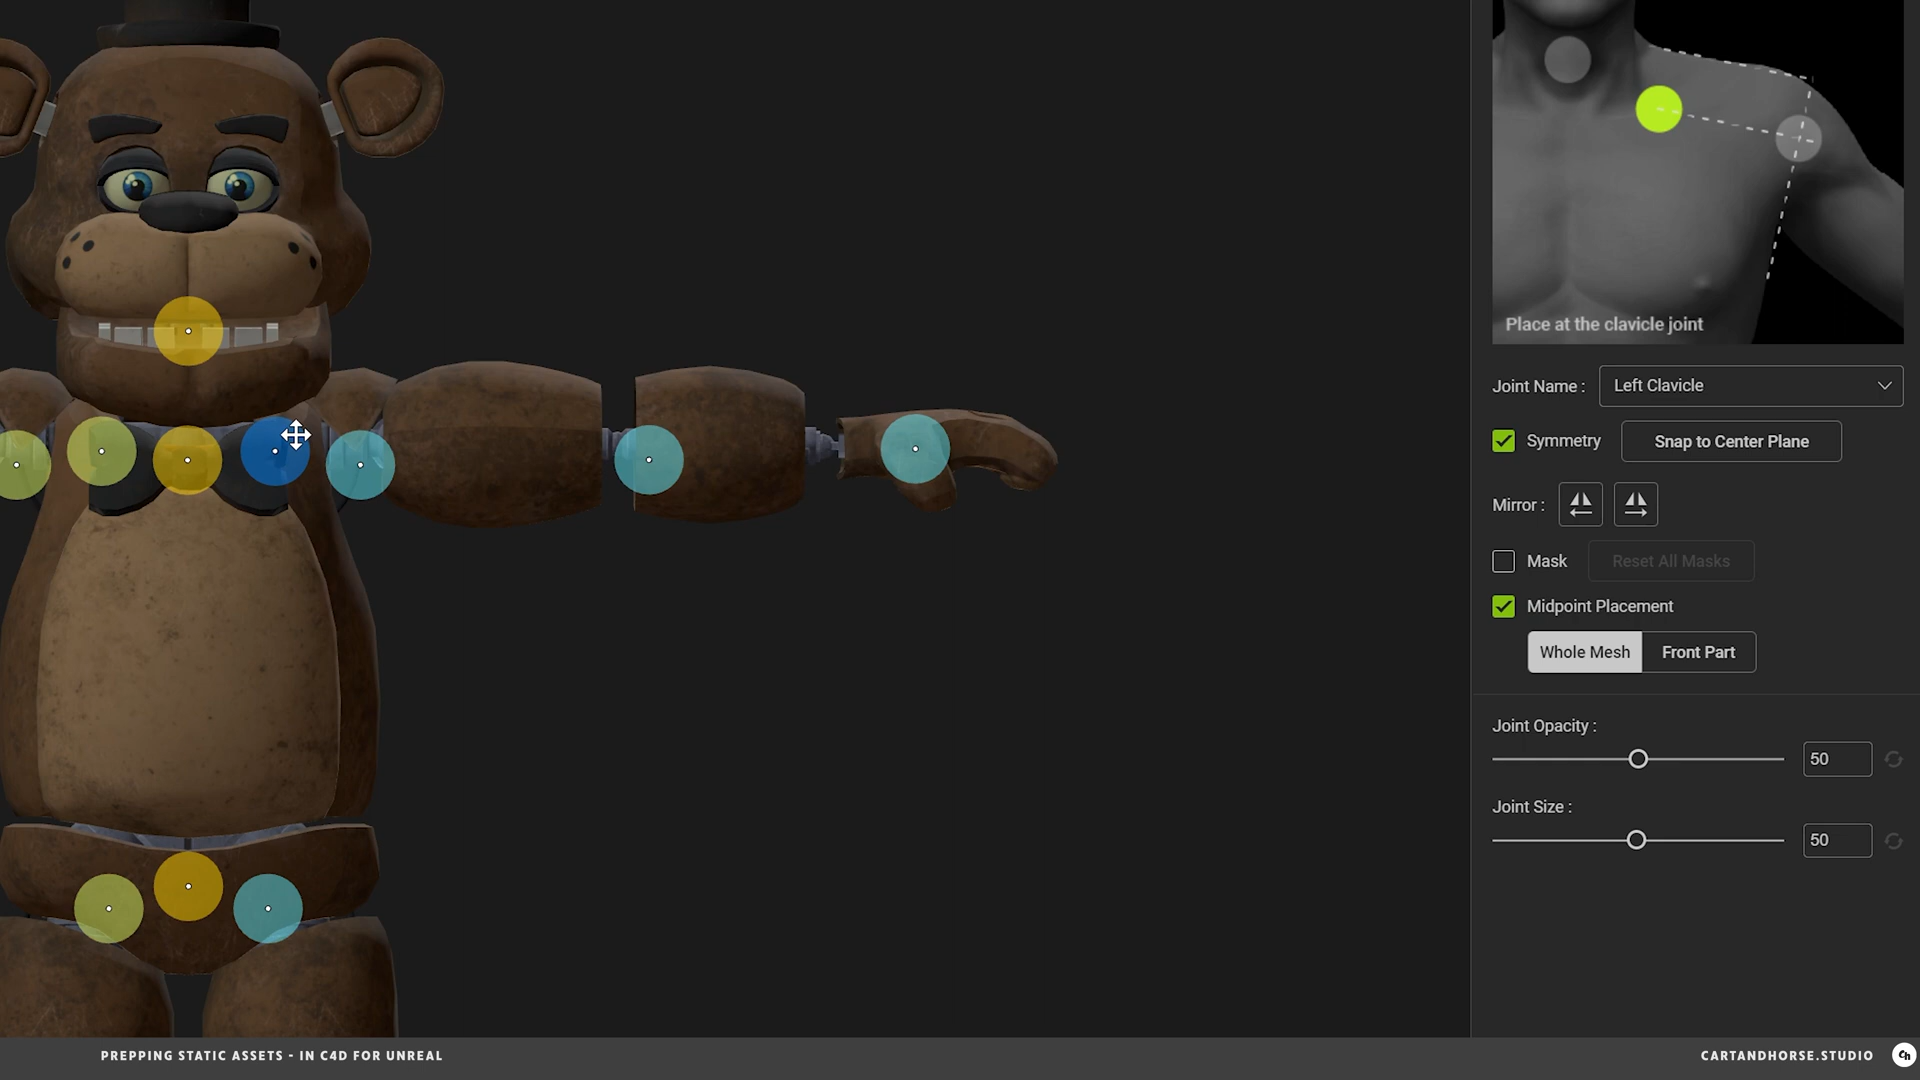 Place at the clavicle joint
Joint Name :
Left Clavicle
Symmetry
Snap to Center Plane
Mirror :
Mask
Reset All Masks
Midpoint Placement
Whole Mesh
Front Part
Joint Opacity :
50
Joint Size :
50
PREPPING STATIC ASSETS - IN C4D FOR UNREAL
CARTANDHORSE.STUDIO
Ch